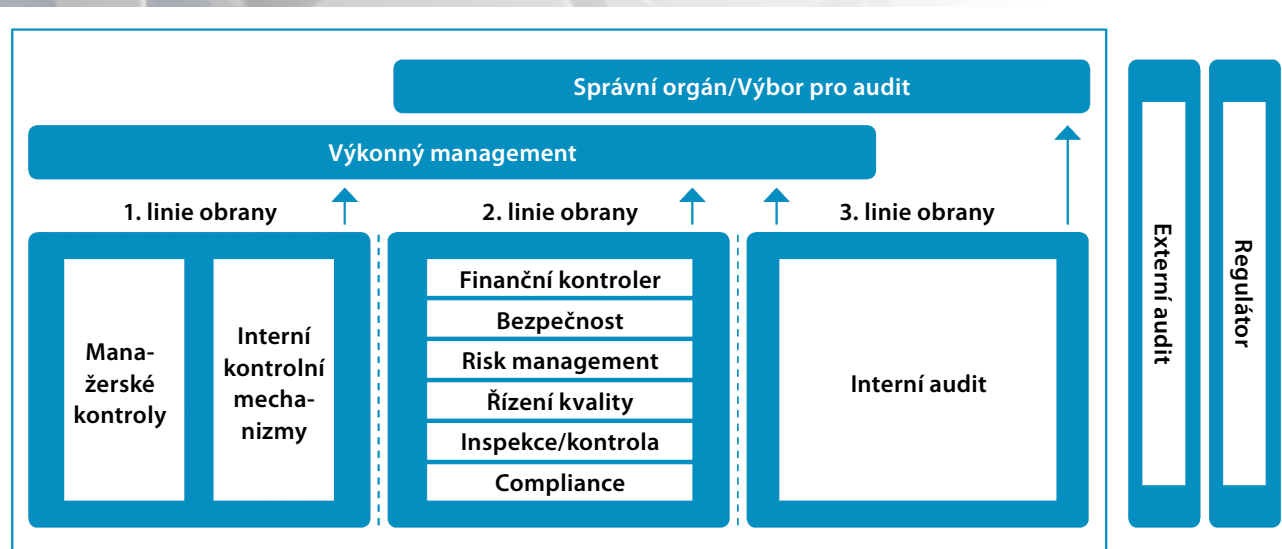 Správní orgán/Výbor pro audit
Výkonný management
1. linie obrany
2. linie obrany
3. linie obrany
Mana-
žerské
kontroly
Interní
kontrolní
mecha-
nizmy
Finanční kontroler
Bezpečnost
Risk management
Řízení kvality
Inspekce/kontrola
Compliance
Interní audit
Externí audit
Regulátor